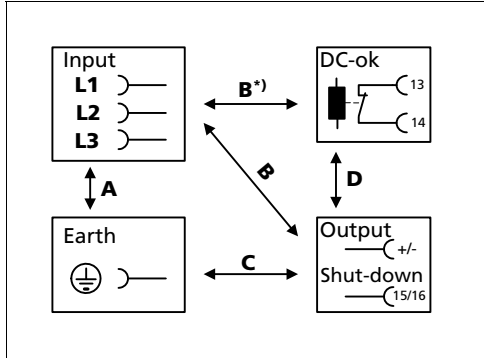 Input
L1
L2
L3
B*)
DC-ok
13
14
A
B
D
Earth
C
Output
+/-
Shut-down
15/16